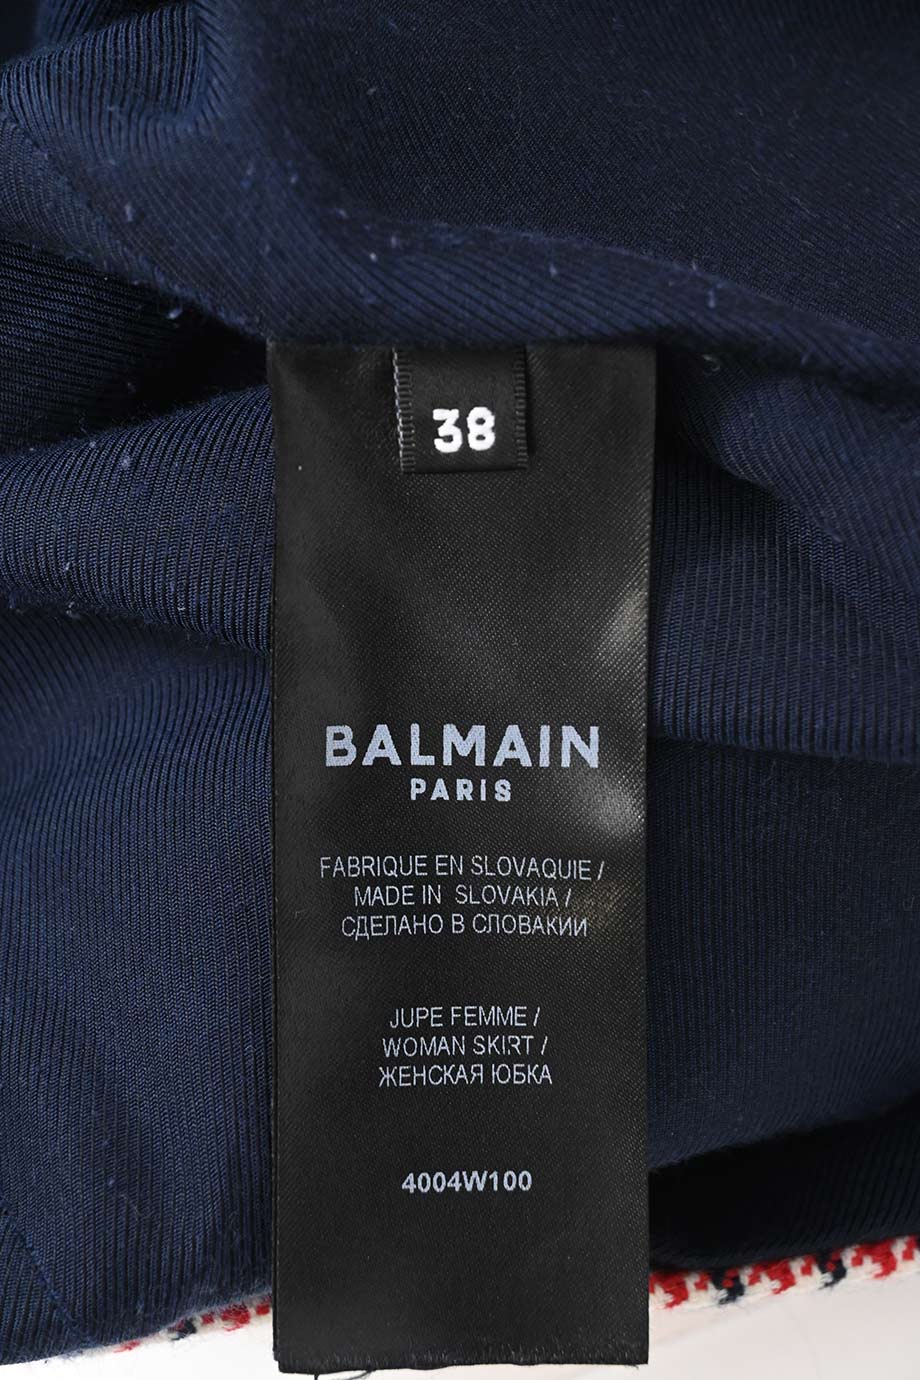 38
BALMAIN
PARIS
FABRIQUE EN SLOVAQUIE /
MADE IN SLOVAKIA /
СДЕЛАНО В СЛОВАКИИ
JUPE FEMME /
WOMAN SKIRT /
ЖЕНСКАЯ ЮБКА
4004W100